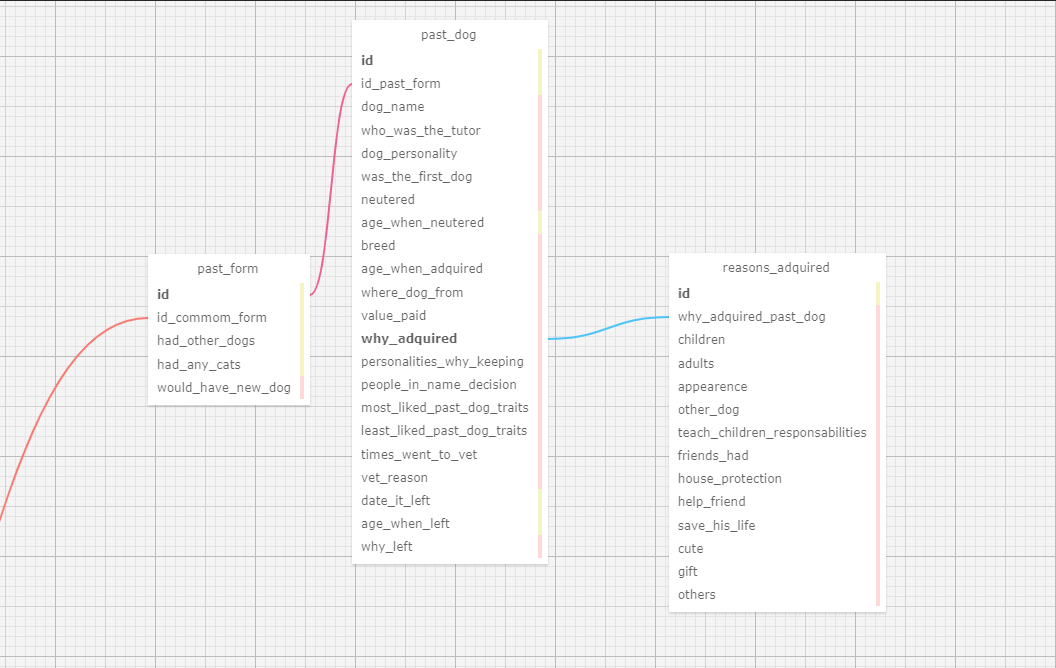 past_dog
id
id_past_form
dog_name
who_was_the_tutor
dog_personality
was_the_first_dog
neutered
age_when_neutered
breed
age_when_adquired
where_dog_from
value_paid
why_adquired
personalities_why_keeping
people_in_name_decision
most_liked_past_dog_traits
least_liked_past_dog_traits
times_went_to_vet
vet_reason
date_it_left
age_when_left
why_left
past_form
id
id_commom_form
had_other_dogs
had_any_cats
would_have_new_dog
reasons_adquired
id
why_adquired_past_dog
children
adults
appearence
other_dog
teach_children_responsabilities
friends_had
house_protection
help_friend
save_his_life
cute
gift
others